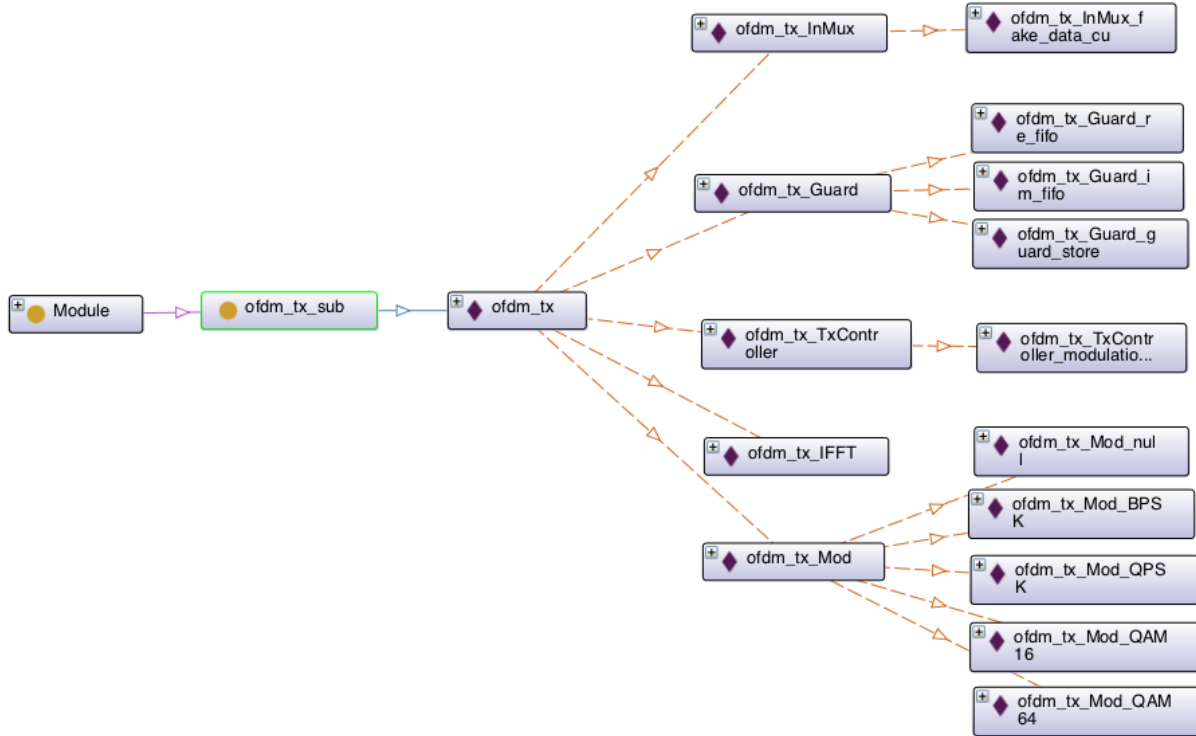 Module
ofdm_tx_sub
ofdm_tx
ofdm_tx_InMux
ofdm_tx_InMux_f
ake_data_cu
ofdm_tx_Guard
ofdm_tx_Guard_r
e_fifo
ofdm_tx_Guard_i
m_fifo
ofdm_tx_Guard_g
uard_store
ofdm_tx_TxContr
oller
ofdm_tx_TxContr
oller_modulatio...
ofdm_tx_IFFT
ofdm_tx_Mod
ofdm_tx_Mod_nul
l
ofdm_tx_Mod_BPS
K
ofdm_tx_Mod_QPS
K
ofdm_tx_Mod_QAM
16
ofdm_tx_Mod_QAM
64